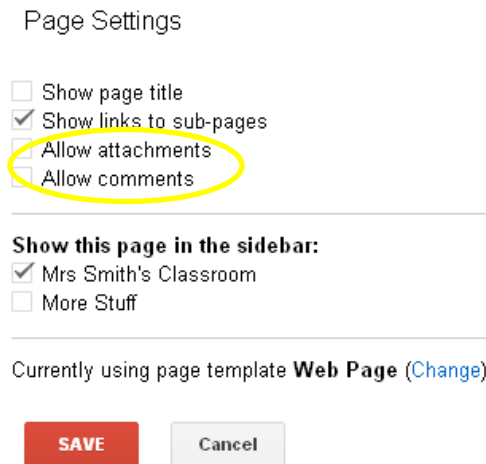 Page Settings
Show page title
Show links to sub-pages
Allow attachments
Allow comments
Show this page in the sidebar:
Mrs Smith's Classroom
More Stuff
Currently using page template Web Page (Change)
SAVE Cancel